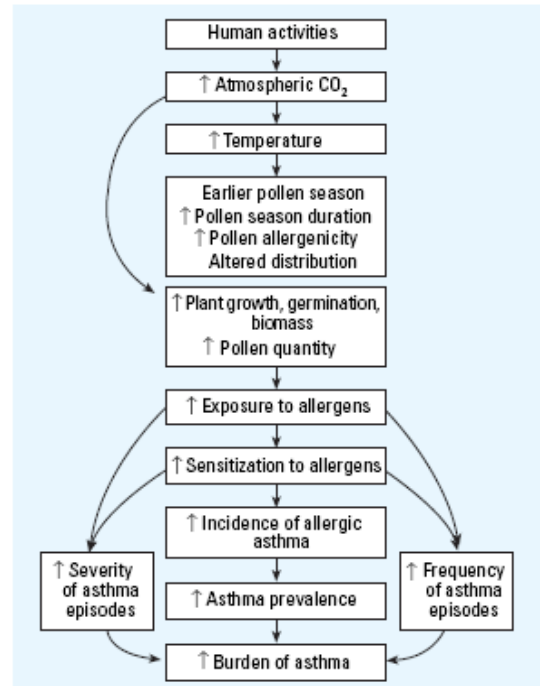 Human activities
↑ Atmospheric CO₂
↑ Temperature
Earlier pollen season
↑ Pollen season duration
↑ Pollen allergenicity
Altered distribution
↑ Plant growth, germination,
biomass
↑ Pollen quantity
↑ Exposure to allergens
↑ Sensitization to allergens
↑ Incidence of allergic
asthma
↑ Severity
of asthma
episodes
↑ Asthma prevalence
↑ Frequency
of asthma
episodes
↑ Burden of asthma